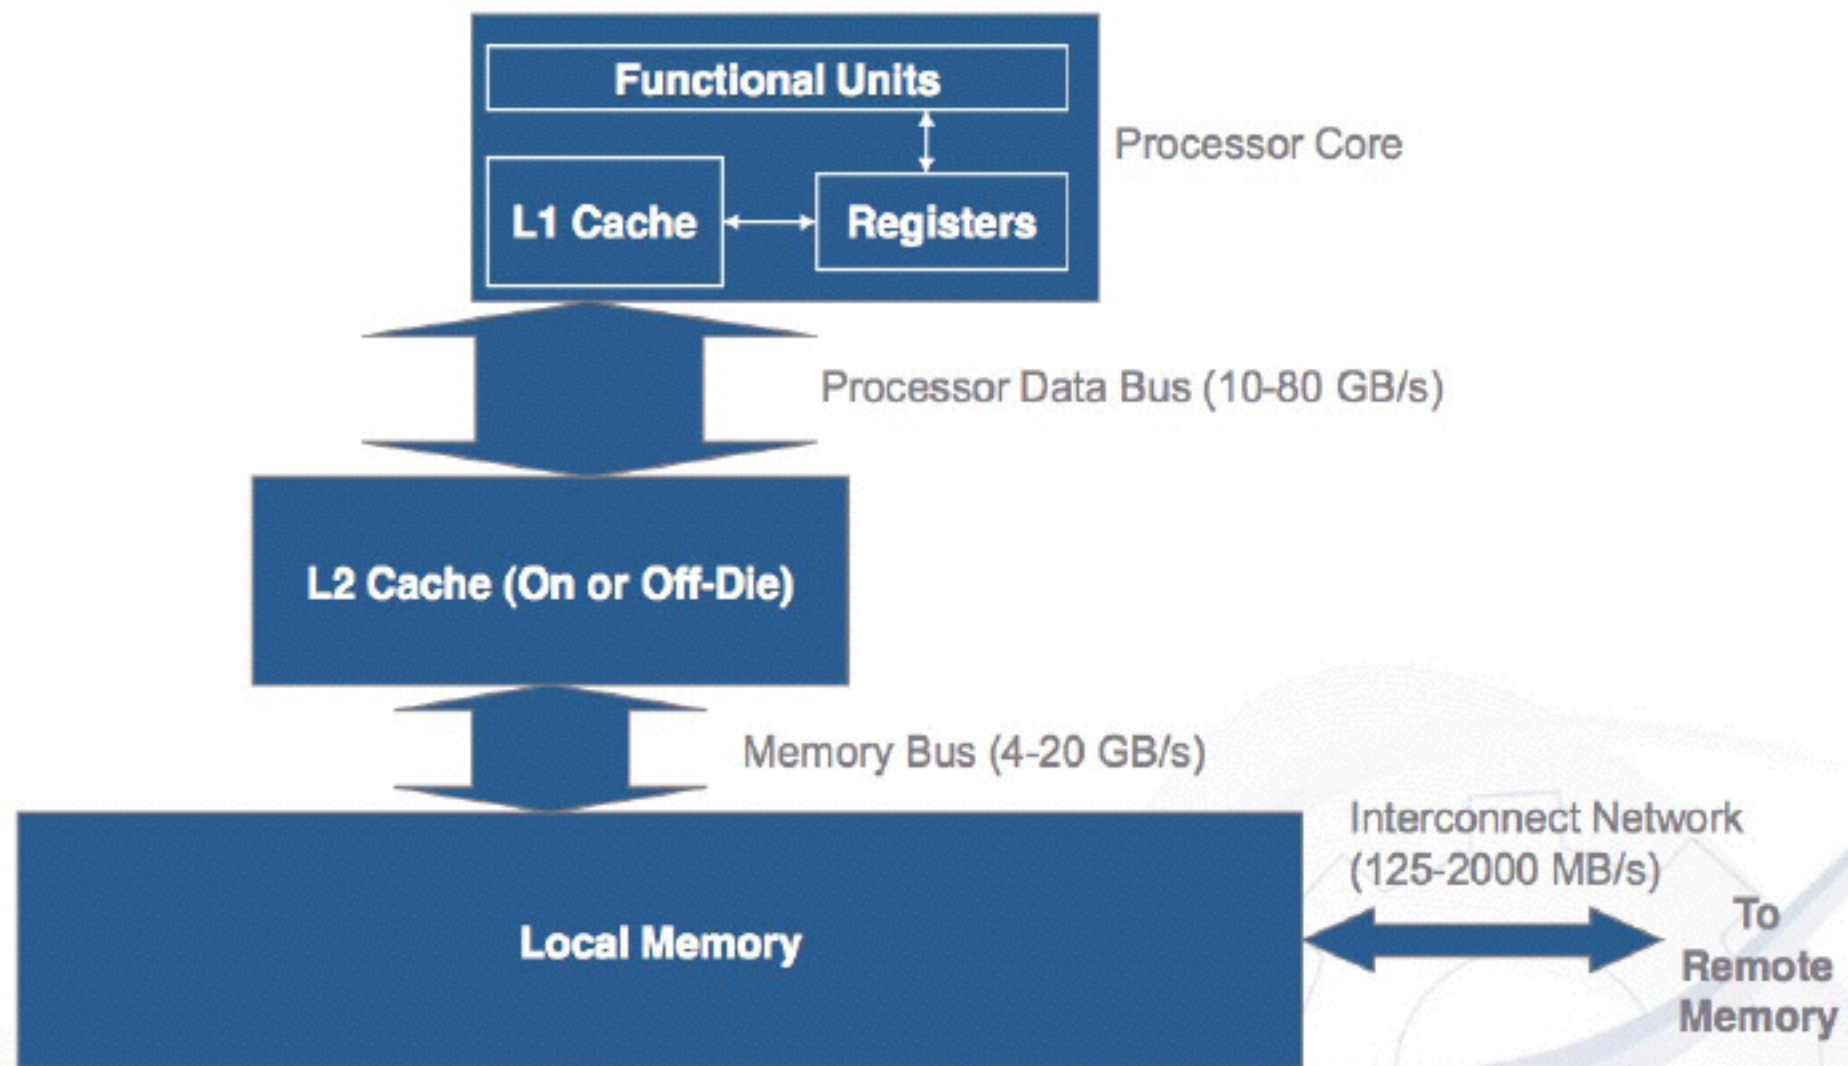 Functional Units
Processor Core
L1 Cache
Registers
Processor Data Bus (10-80 GB/s)
L2 Cache (On or Off-Die)
Memory Bus (4-20 GB/s)
Interconnect Network
(125-2000 MB/s)
Local Memory
To
Remote
Memory